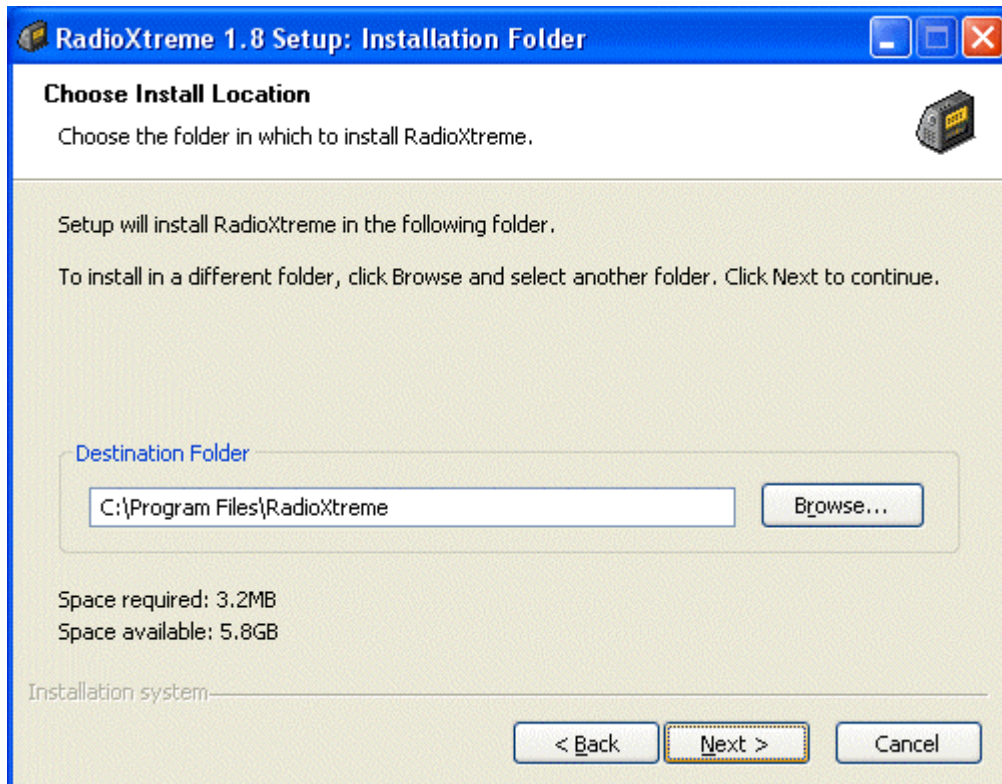 RadioXtreme 1.8 Setup: Installation Folder
Choose Install Location
Choose the folder in which to install RadioXtreme.
Setup will install RadioXtreme in the following folder.
To install in a different folder, click Browse and select another folder. Click Next to continue.
Destination Folder
C:\Program Files\RadioXtreme
Browse...
Space required: 3.2MB
Space available: 5.8GB
Installation system
< Back Next > Cancel